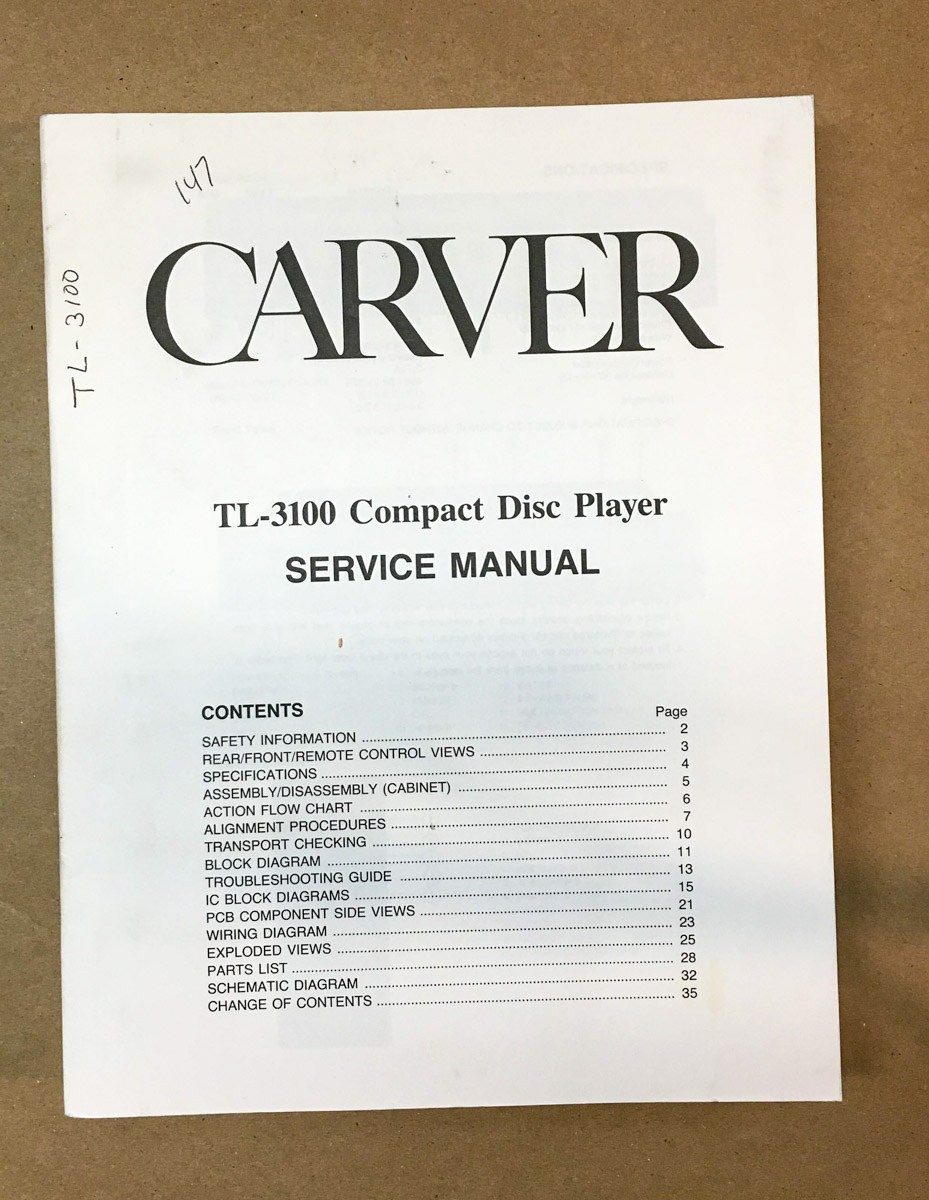 147
TL-3100
CARVER
TL-3100 Compact Disc Player
SERVICE MANUAL
CONTENTS Page
SAFETY INFORMATION ........ 2
REAR/FRONT/REMOTE CONTROL VIEWS ........ 3
SPECIFICATIONS ........ 4
ASSEMBLY/DISASSEMBLY (CABINET) ........ 5
ACTION FLOW CHART ........ 6
ALIGNMENT PROCEDURES ........ 7
TRANSPORT CHECKING ........ 10
BLOCK DIAGRAM ........ 11
TROUBLESHOOTING GUIDE ........ 13
IC BLOCK DIAGRAMS ........ 15
PCB COMPONENT SIDE VIEWS ........ 21
WIRING DIAGRAM ........ 23
EXPLODED VIEWS ........ 25
PARTS LIST ........ 28
SCHEMATIC DIAGRAM ........ 32
CHANGE OF CONTENTS ........ 35